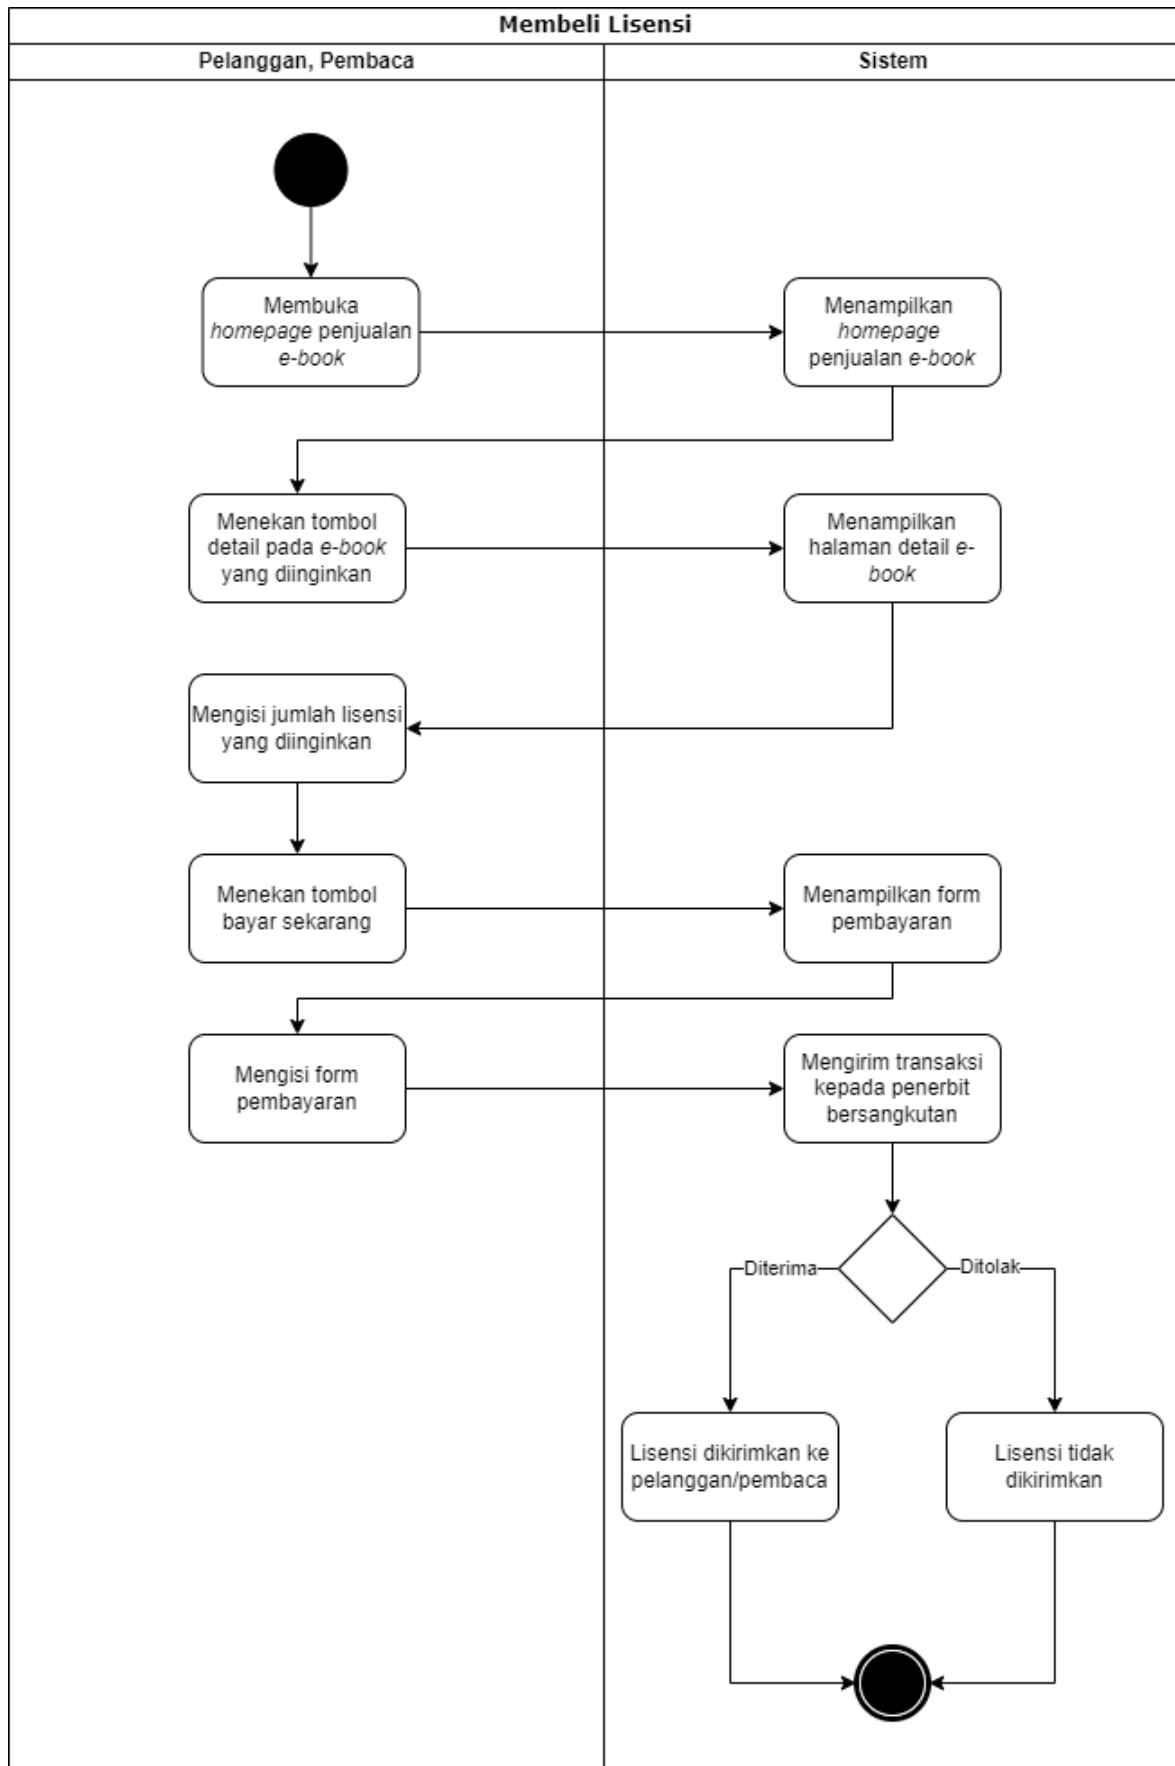 Membeli Lisensi
Pelanggan, Pembaca
Sistem
Membuka
homepage penjualan
e-book
Menampilkan
homepage
penjualan e-book
Menekan tombol
detail pada e-book
yang diinginkan
Menampilkan
halaman detail e-
book
Mengisi jumlah lisensi
yang diinginkan
Menekan tombol
bayar sekarang
Menampilkan form
pembayaran
Mengisi form
pembayaran
Mengirim transaksi
kepada penerbit
bersangkutan
Diterima
Ditolak
Lisensi dikirimkan ke
pelanggan/pembaca
Lisensi tidak
dikirimkan